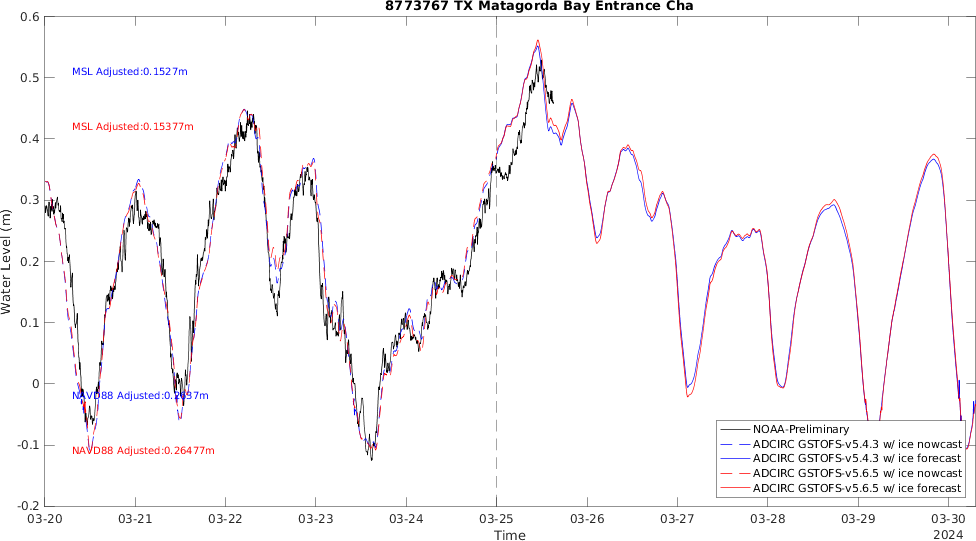 8773767 TX Matagorda Bay Entrance Cha
0.6
0.5
0.4
0.3
0.2
0.1
0
-0.1
-0.2
Water Level (m)
MSL Adjusted:0.1527m
MSL Adjusted:0.15377m
NAVD88 Adjusted:0.2637m
NAVD88 Adjusted:0.26477m
NOAA-Preliminary
ADCIRC GSTOFS-v5.4.3 w/ ice nowcast
ADCIRC GSTOFS-v5.4.3 w/ ice forecast
ADCIRC GSTOFS-v5.6.5 w/ ice nowcast
ADCIRC GSTOFS-v5.6.5 w/ ice forecast
03-20 03-21 03-22 03-23 03-24 03-25 03-26 03-27 03-28 03-29 03-30
Time
2024